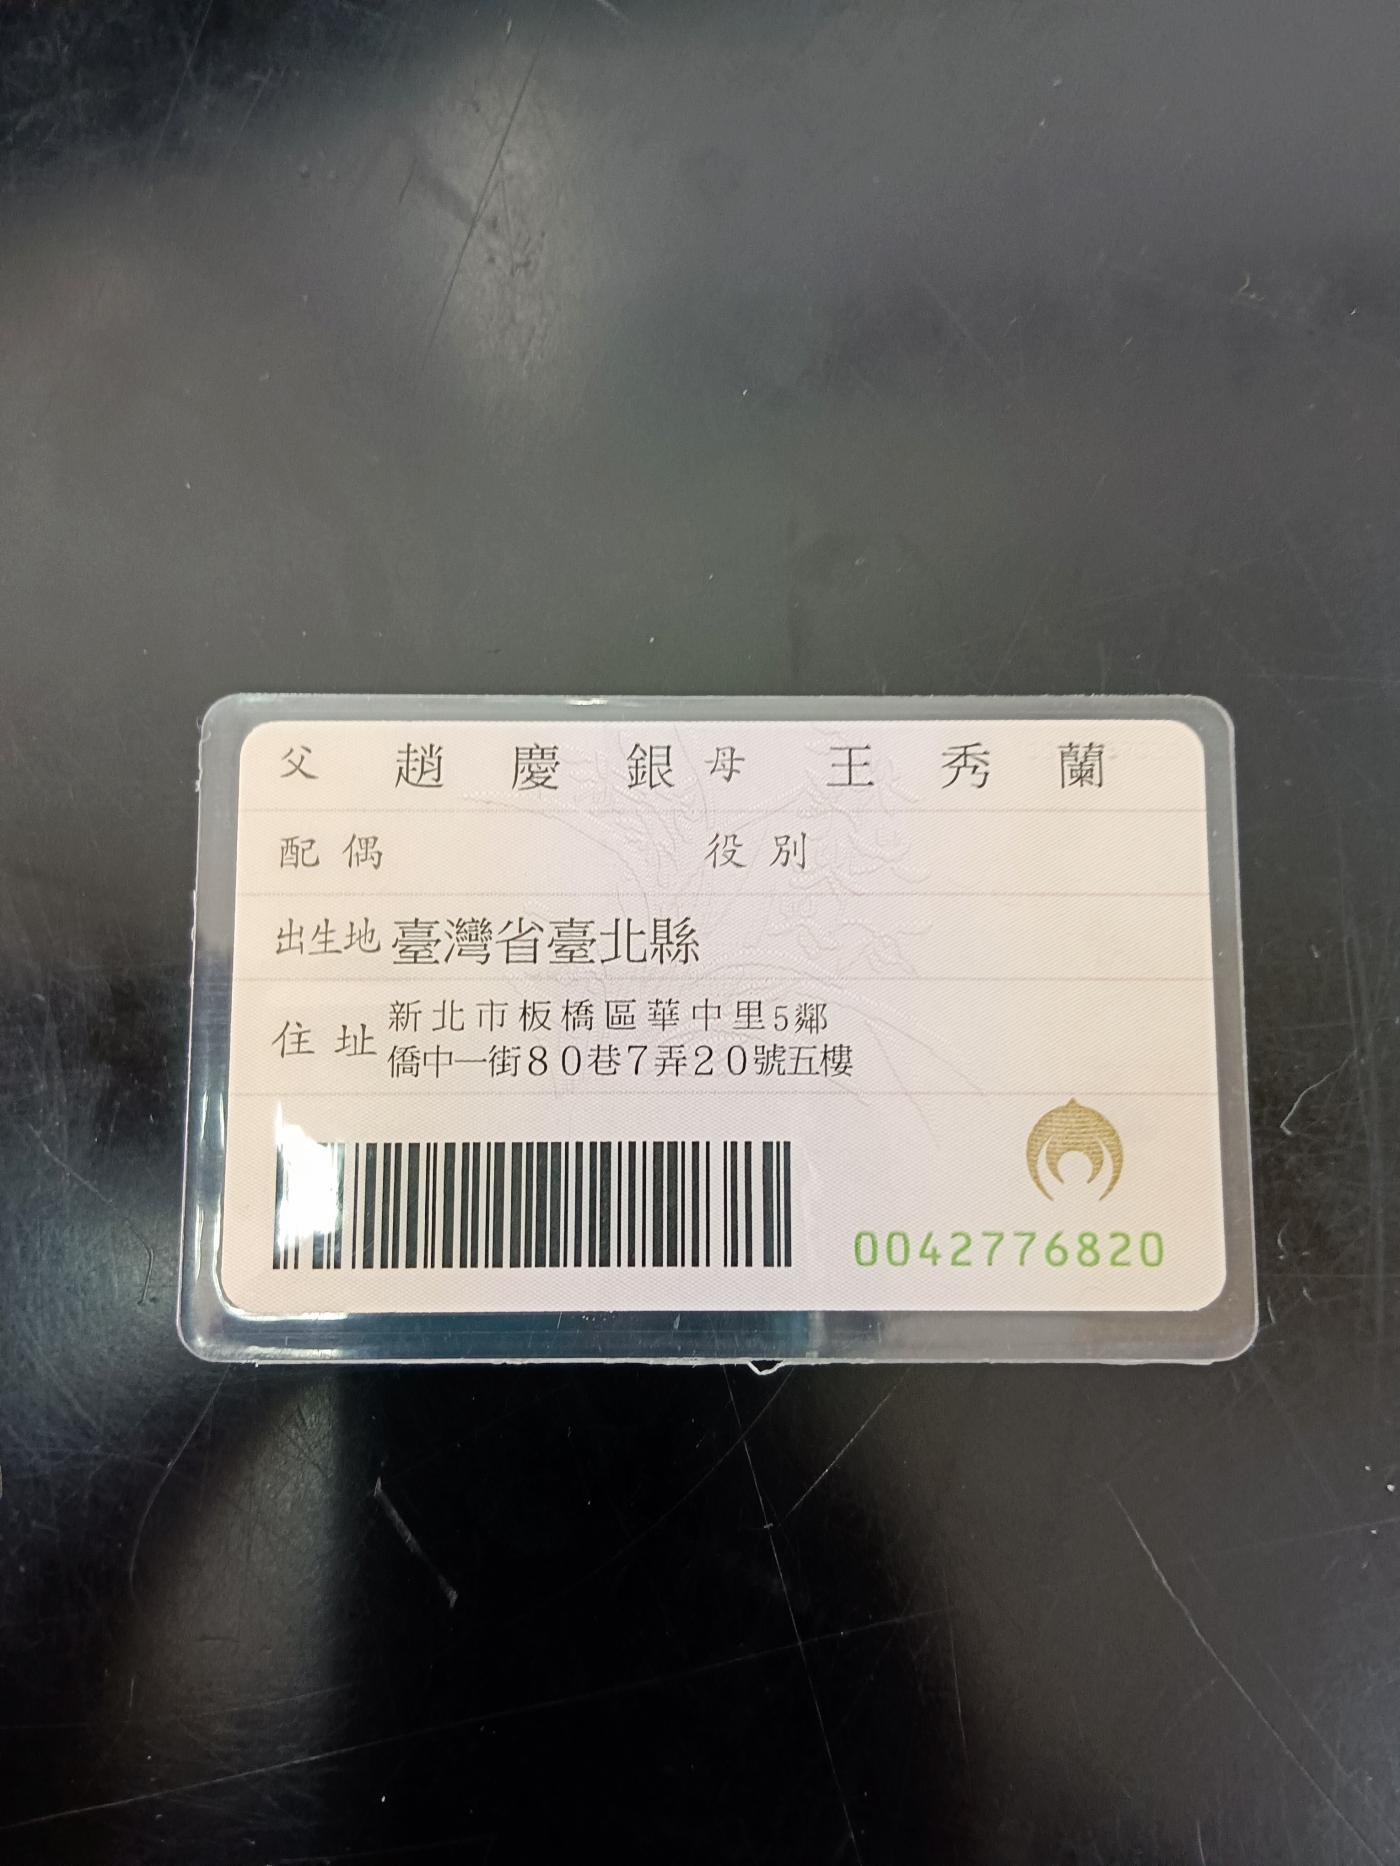 父 趙慶銀 母 王秀蘭
配偶 役別
出生地 臺灣省臺北縣
住址 新北市板橋區華中里5鄰
僑中一街80巷7弄20號五樓
0042776820